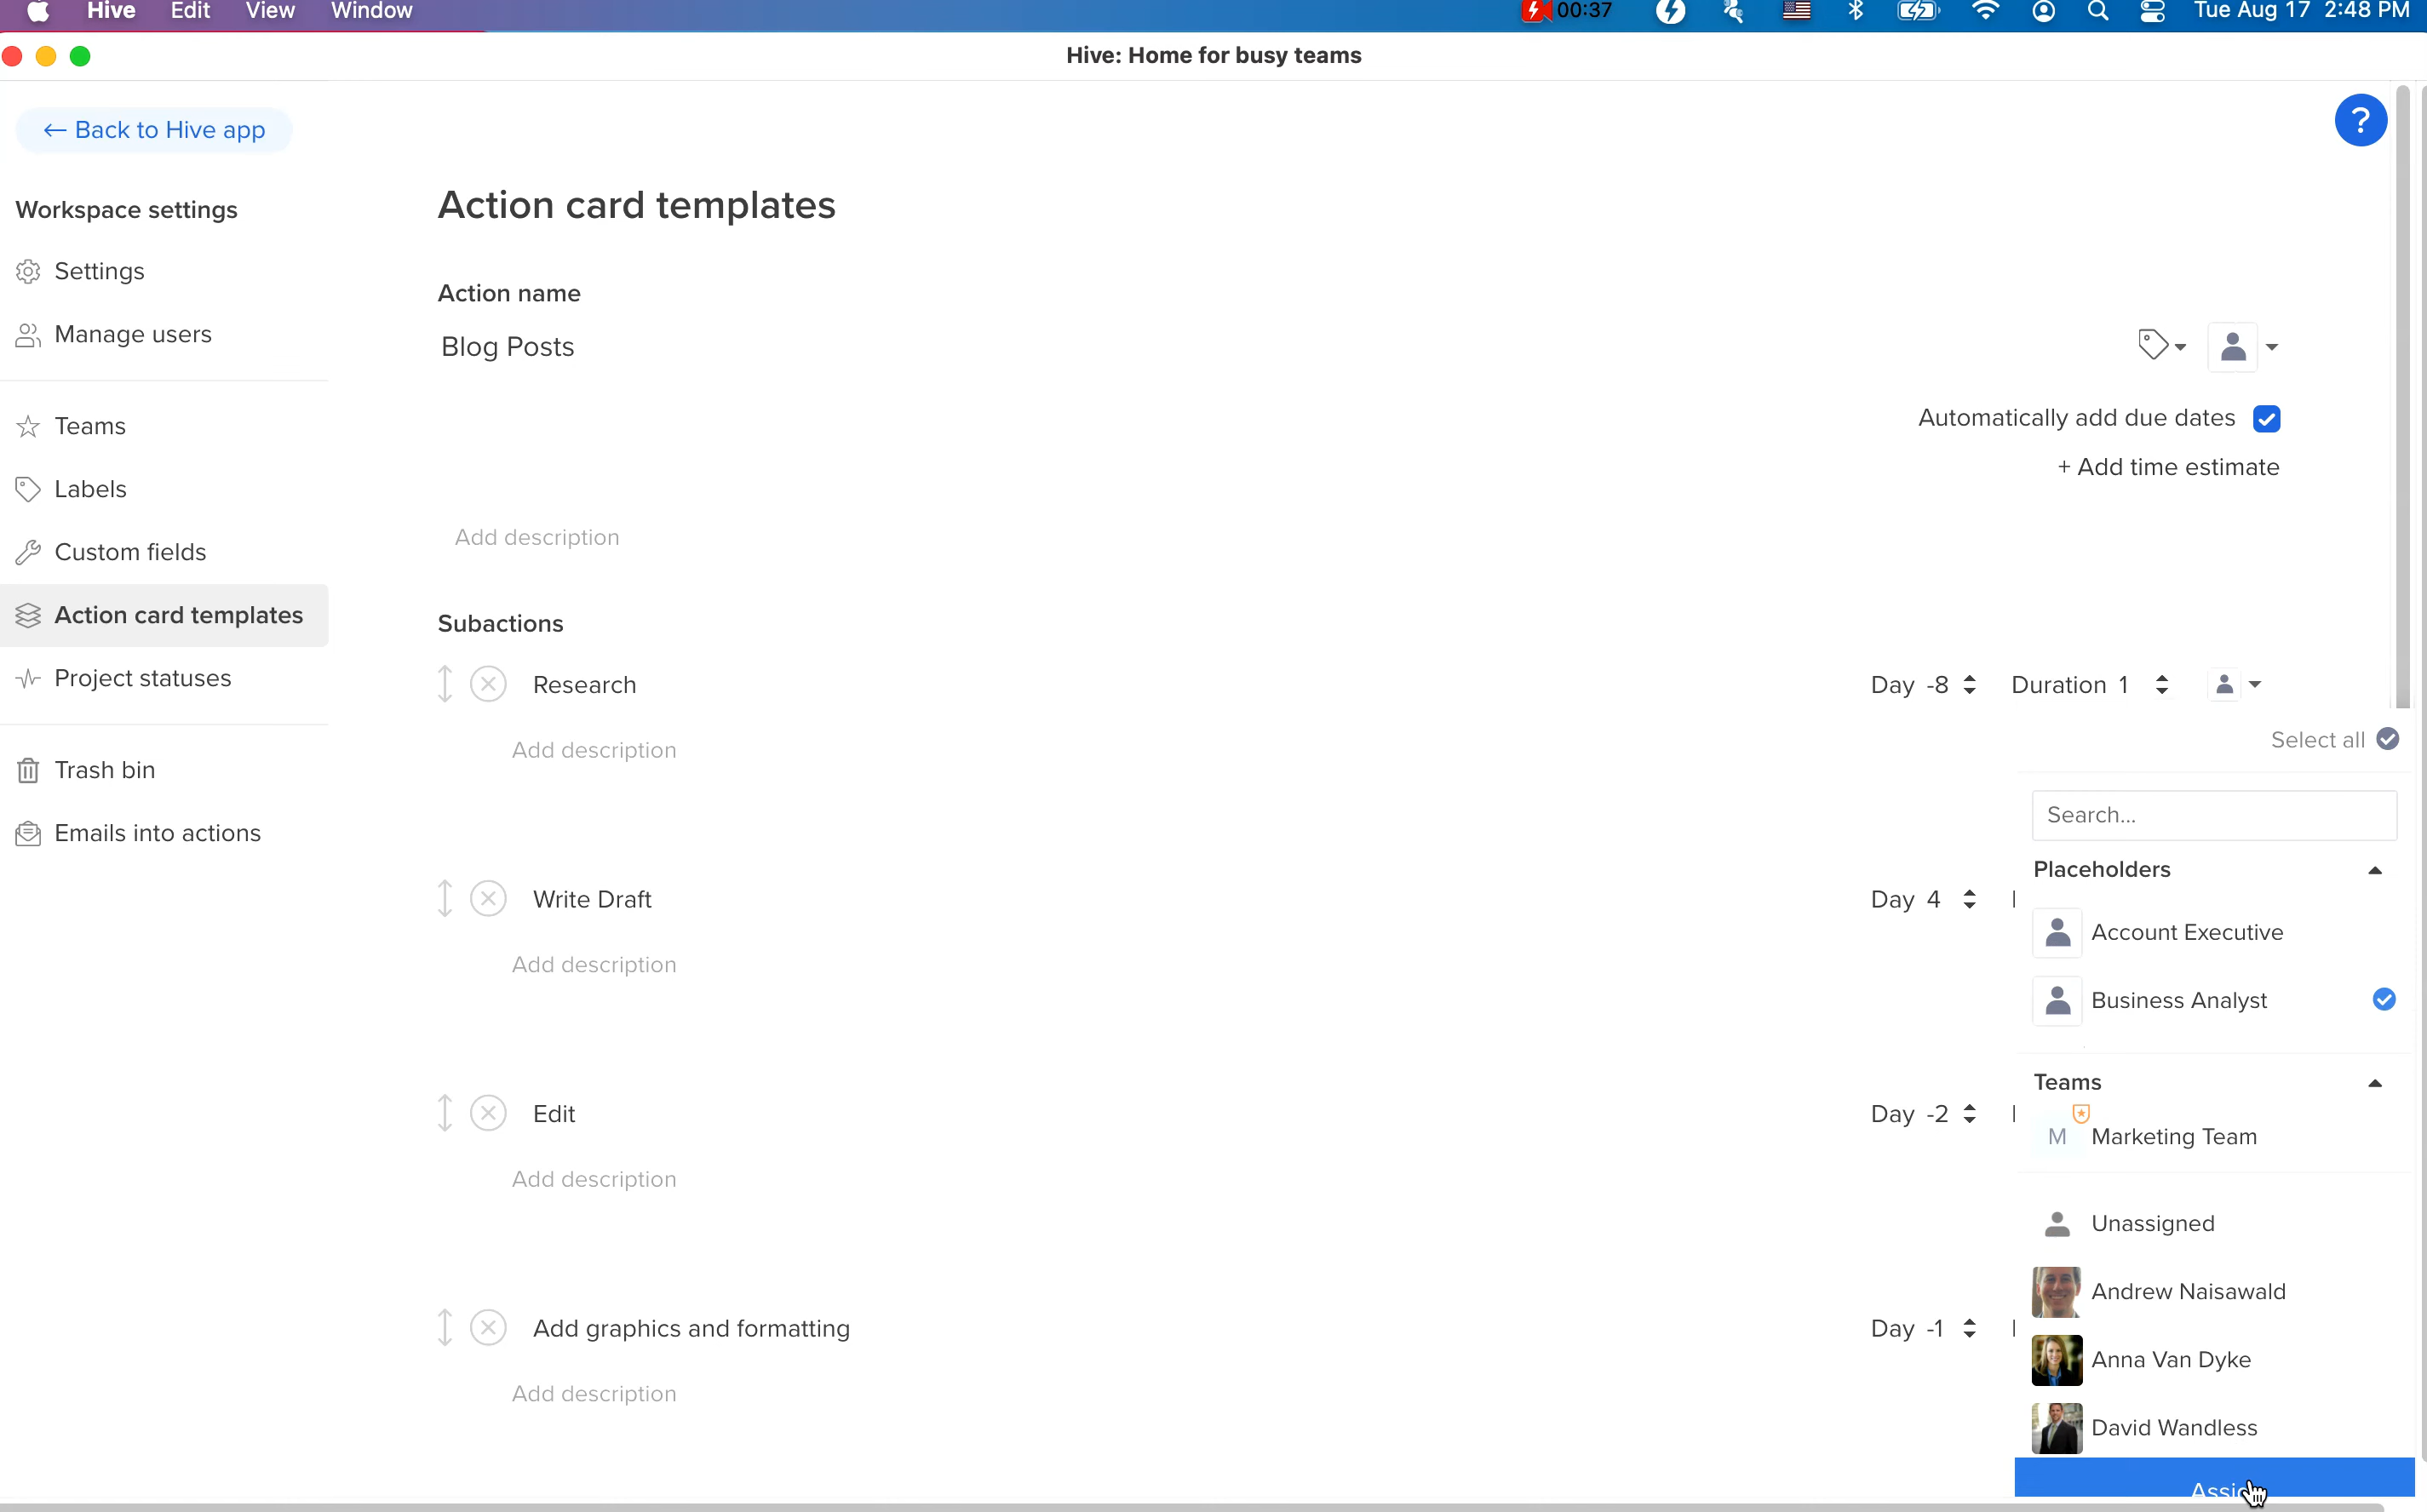 Hive Edit View Window 00:37 Tue Aug 17 2:48 PM
Hive: Home for busy teams
← Back to Hive app
?
Workspace settings
Settings
Manage users
Teams
Labels
Custom fields
Action card templates
Project statuses
Trash bin
Emails into actions
Action card templates
Action name
Blog Posts
Automatically add due dates
+ Add time estimate
Add description
Subactions
Research Day -8 Duration 1
Add description
Write Draft Day 4
Add description
Edit Day -2
Add description
Add graphics and formatting Day -1
Add description
Select all
Search...
Placeholders
Account Executive
Business Analyst
Teams
M Marketing Team
Unassigned
Andrew Naisawald
Anna Van Dyke
David Wandless